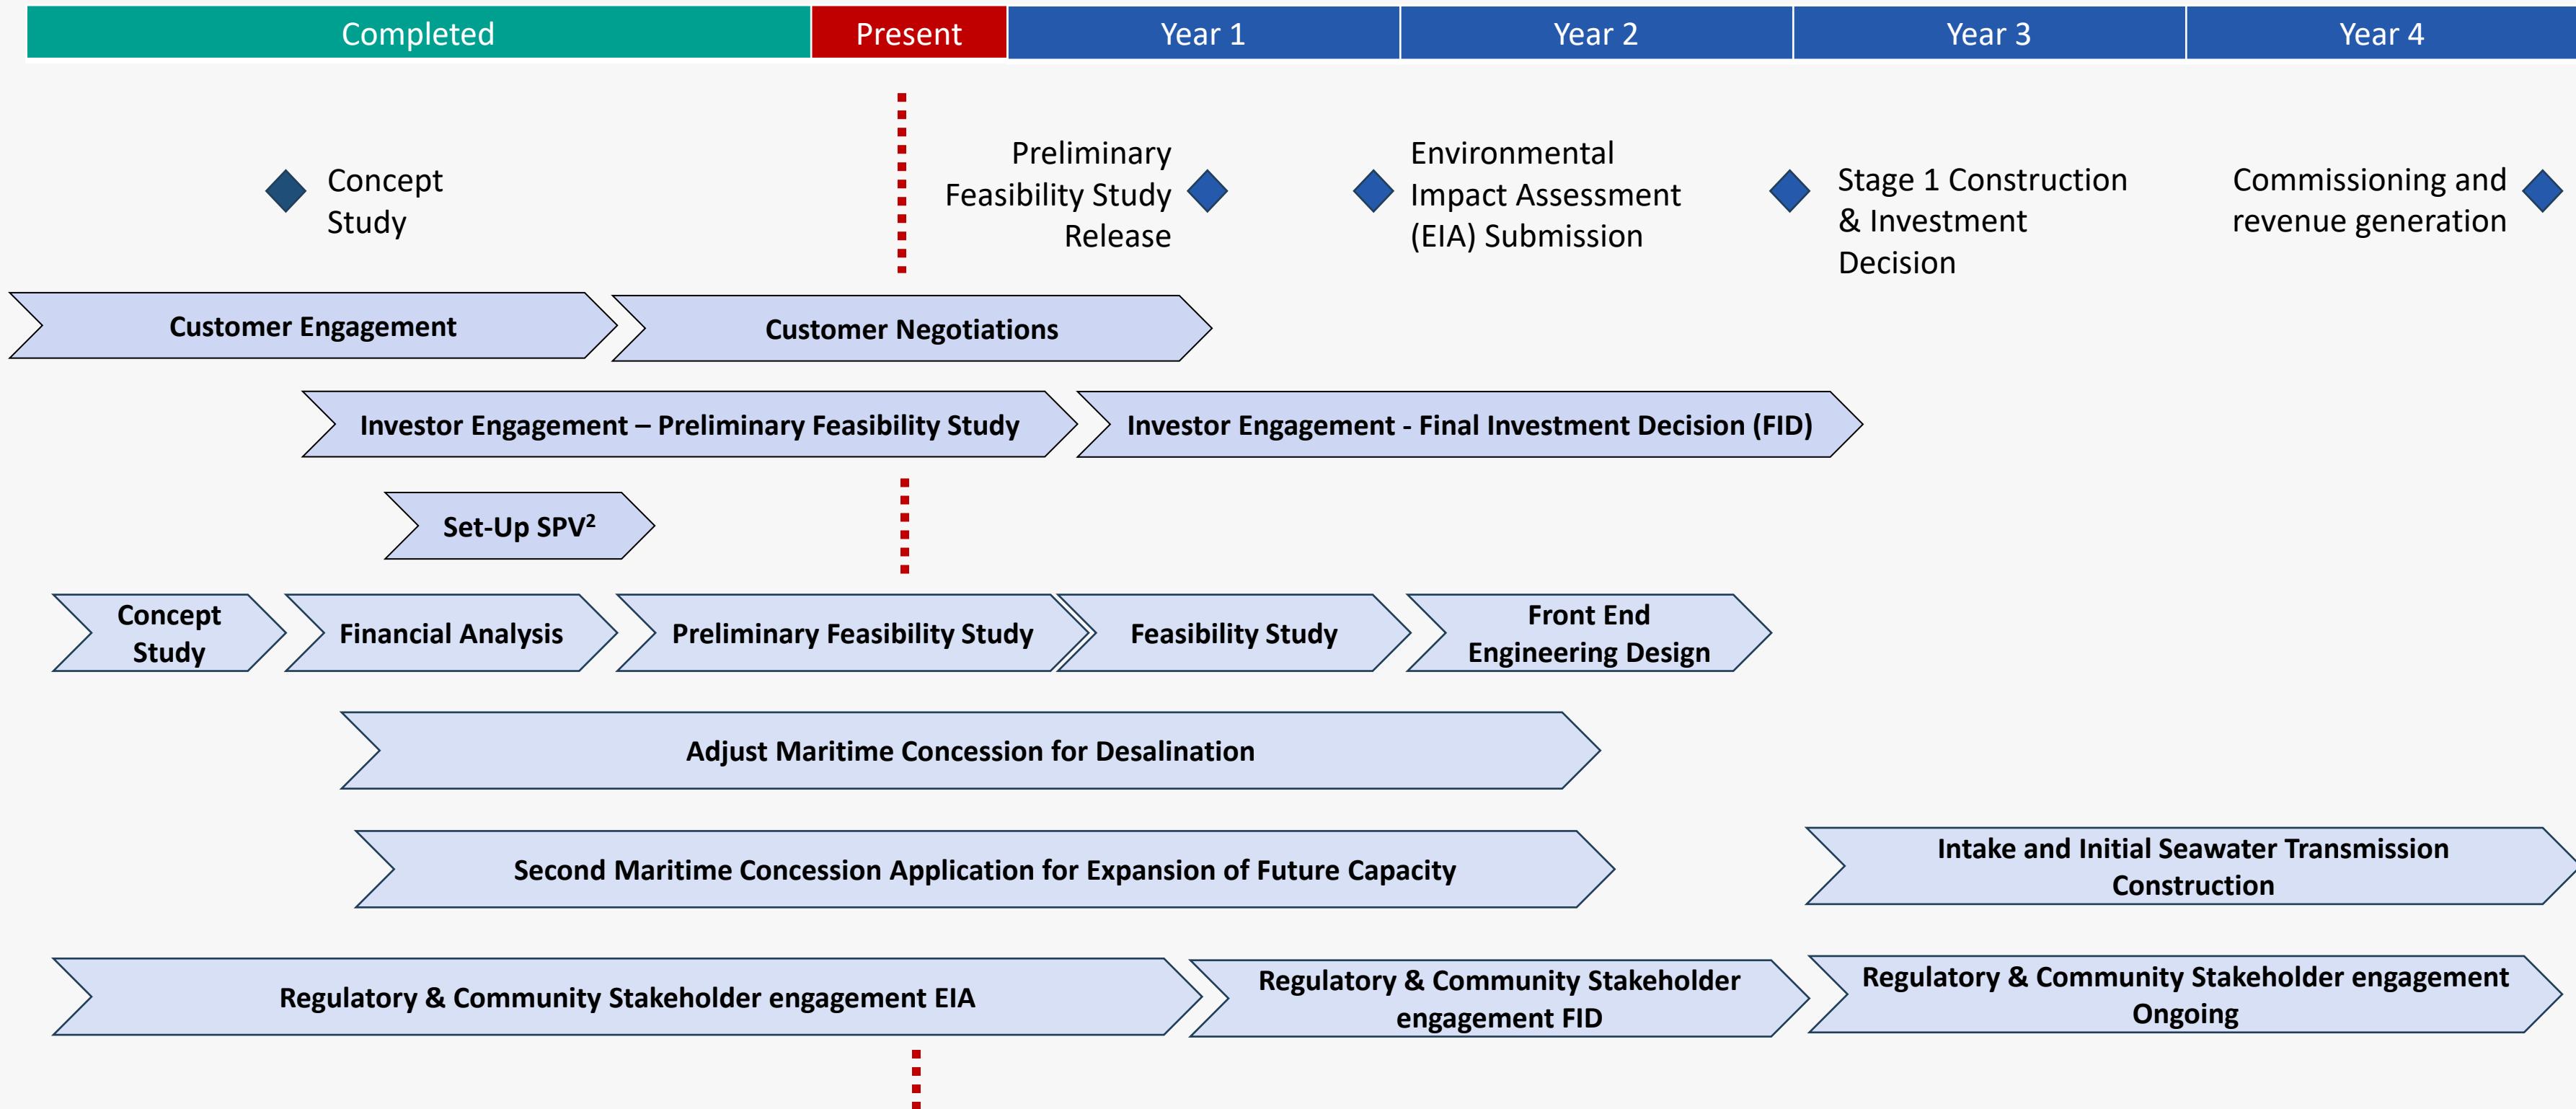 Completed
Present
Year 1
Year 2
Year 3
Year 4
Concept
Study
Preliminary
Feasibility Study
Release
Environmental
Impact Assessment
(EIA) Submission
Stage 1 Construction
& Investment
Decision
Commissioning and
revenue generation
Customer Engagement
Customer Negotiations
Investor Engagement – Preliminary Feasibility Study
Investor Engagement - Final Investment Decision (FID)
Set-Up SPV²
Concept
Study
Financial Analysis
Preliminary Feasibility Study
Feasibility Study
Front End
Engineering Design
Adjust Maritime Concession for Desalination
Second Maritime Concession Application for Expansion of Future Capacity
Intake and Initial Seawater Transmission
Construction
Regulatory & Community Stakeholder engagement EIA
Regulatory & Community Stakeholder
engagement FID
Regulatory & Community Stakeholder engagement
Ongoing